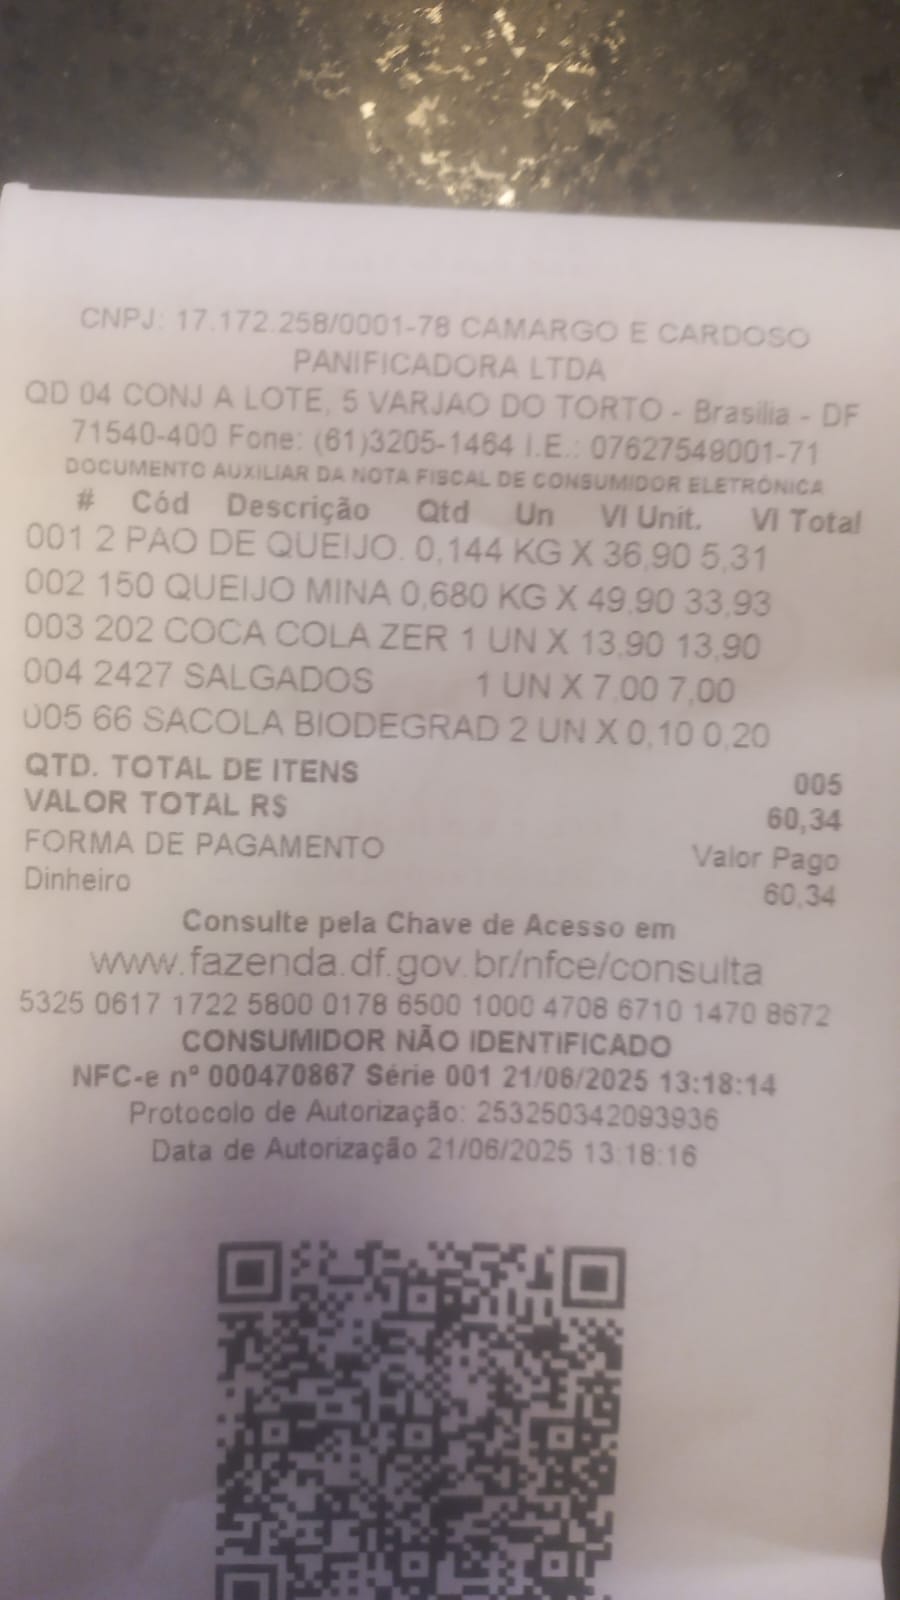 CNPJ: 17.172.258/0001-78 CAMARGO E CARDOSO
PANIFICADORA LTDA
QD 04 CONJ A LOTE, 5 VARJAO DO TORTO - Brasilia - DF
71540-400 Fone: (61)3205-1464 I.E.: 07627549001-71
DOCUMENTO AUXILIAR DA NOTA FISCAL DE CONSUMIDOR ELETRÔNICA
# Cód Descrição Qtd Un Vl Unit. Vl Total
001 2 PAO DE QUEIJO. 0,144 KG X 36,90 5,31
002 150 QUEIJO MINA 0,680 KG X 49,90 33,93
003 202 COCA COLA ZER 1 UN X 13,90 13,90
004 2427 SALGADOS 1 UN X 7,00 7,00
005 66 SACOLA BIODEGRAD 2 UN X 0,10 0,20
QTD. TOTAL DE ITENS 005
VALOR TOTAL R$ 60,34
FORMA DE PAGAMENTO Valor Pago
Dinheiro 60,34
Consulte pela Chave de Acesso em
www.fazenda.df.gov.br/nfce/consulta
5325 0617 1722 5800 0178 6500 1000 4708 6710 1470 8672
CONSUMIDOR NÃO IDENTIFICADO
NFC-e nº 000470867 Série 001 21/06/2025 13:18:14
Protocolo de Autorização: 253250342093936
Data de Autorização 21/06/2025 13:18:16